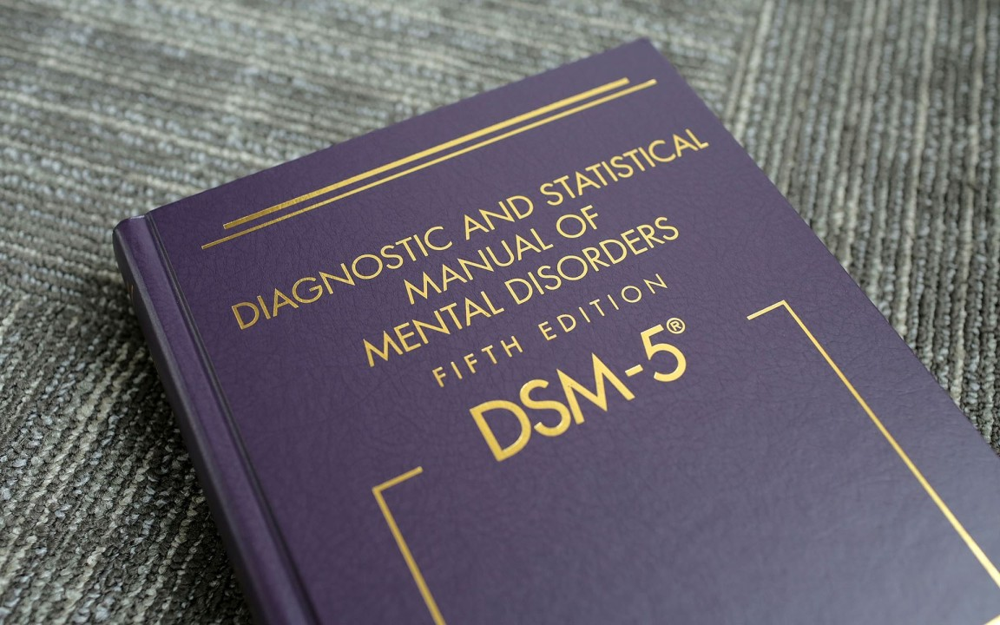 DIAGNOSTIC AND STATISTICAL
MANUAL OF
MENTAL DISORDERS
FIFTH EDITION
DSM-5®